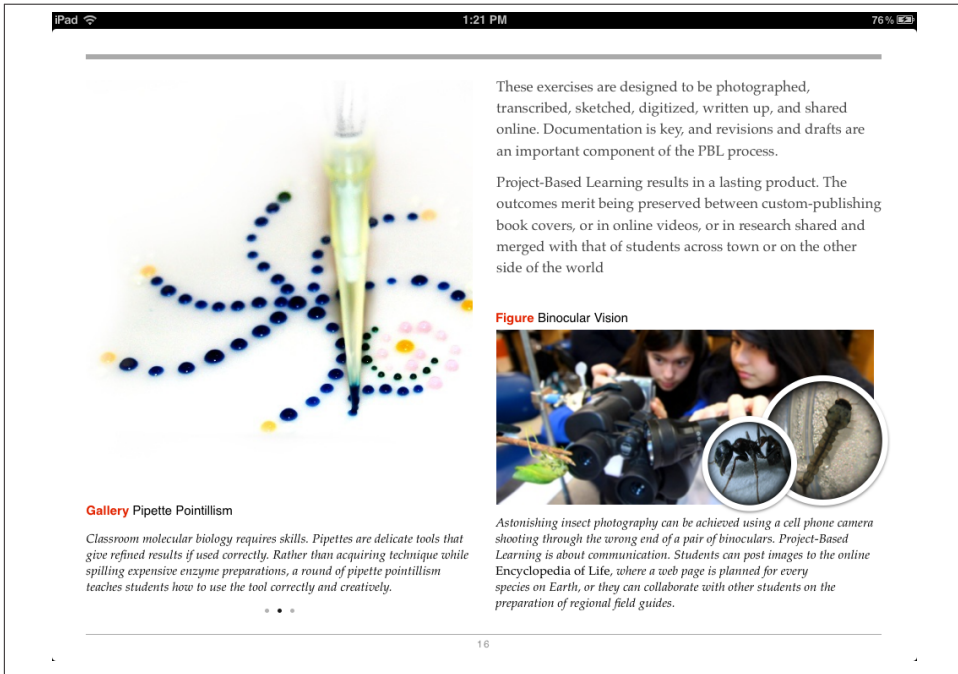 iPad
1:21 PM
76%
Gallery Pipette Pointillism
Classroom molecular biology requires skills. Pipettes are delicate tools that
give refined results if used correctly. Rather than acquiring technique while
spilling expensive enzyme preparations, a round of pipette pointillism
teaches students how to use the tool correctly and creatively.
These exercises are designed to be photographed,
transcribed, sketched, digitized, written up, and shared
online. Documentation is key, and revisions and drafts are
an important component of the PBL process.
Project-Based Learning results in a lasting product. The
outcomes merit being preserved between custom-publishing
book covers, or in online videos, or in research shared and
merged with that of students across town or on the other
side of the world
Figure Binocular Vision
Astonishing insect photography can be achieved using a cell phone camera
shooting through the wrong end of a pair of binoculars. Project-Based
Learning is about communication. Students can post images to the online
Encyclopedia of Life, where a web page is planned for every
species on Earth, or they can collaborate with other students on the
preparation of regional field guides.
16